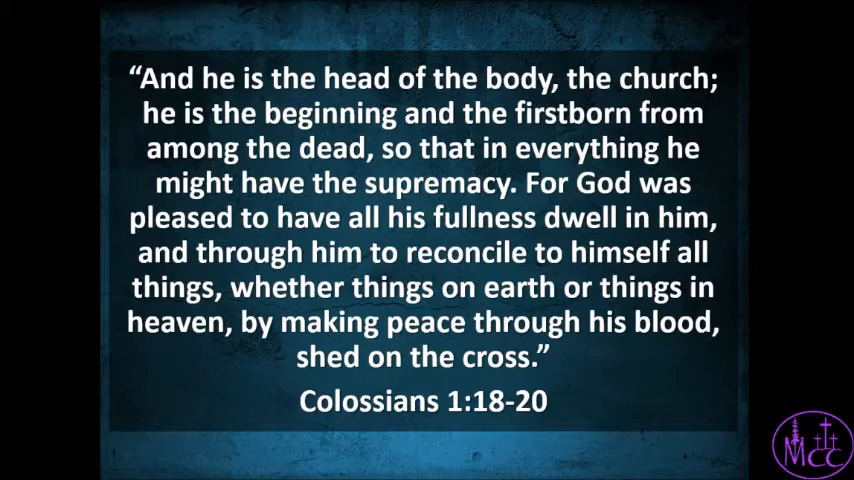 “And he is the head of the body, the church;
he is the beginning and the firstborn from
among the dead, so that in everything he
might have the supremacy. For God was
pleased to have all his fullness dwell in him,
and through him to reconcile to himself all
things, whether things on earth or things in
heaven, by making peace through his blood,
shed on the cross.”
Colossians 1:18-20
MCC